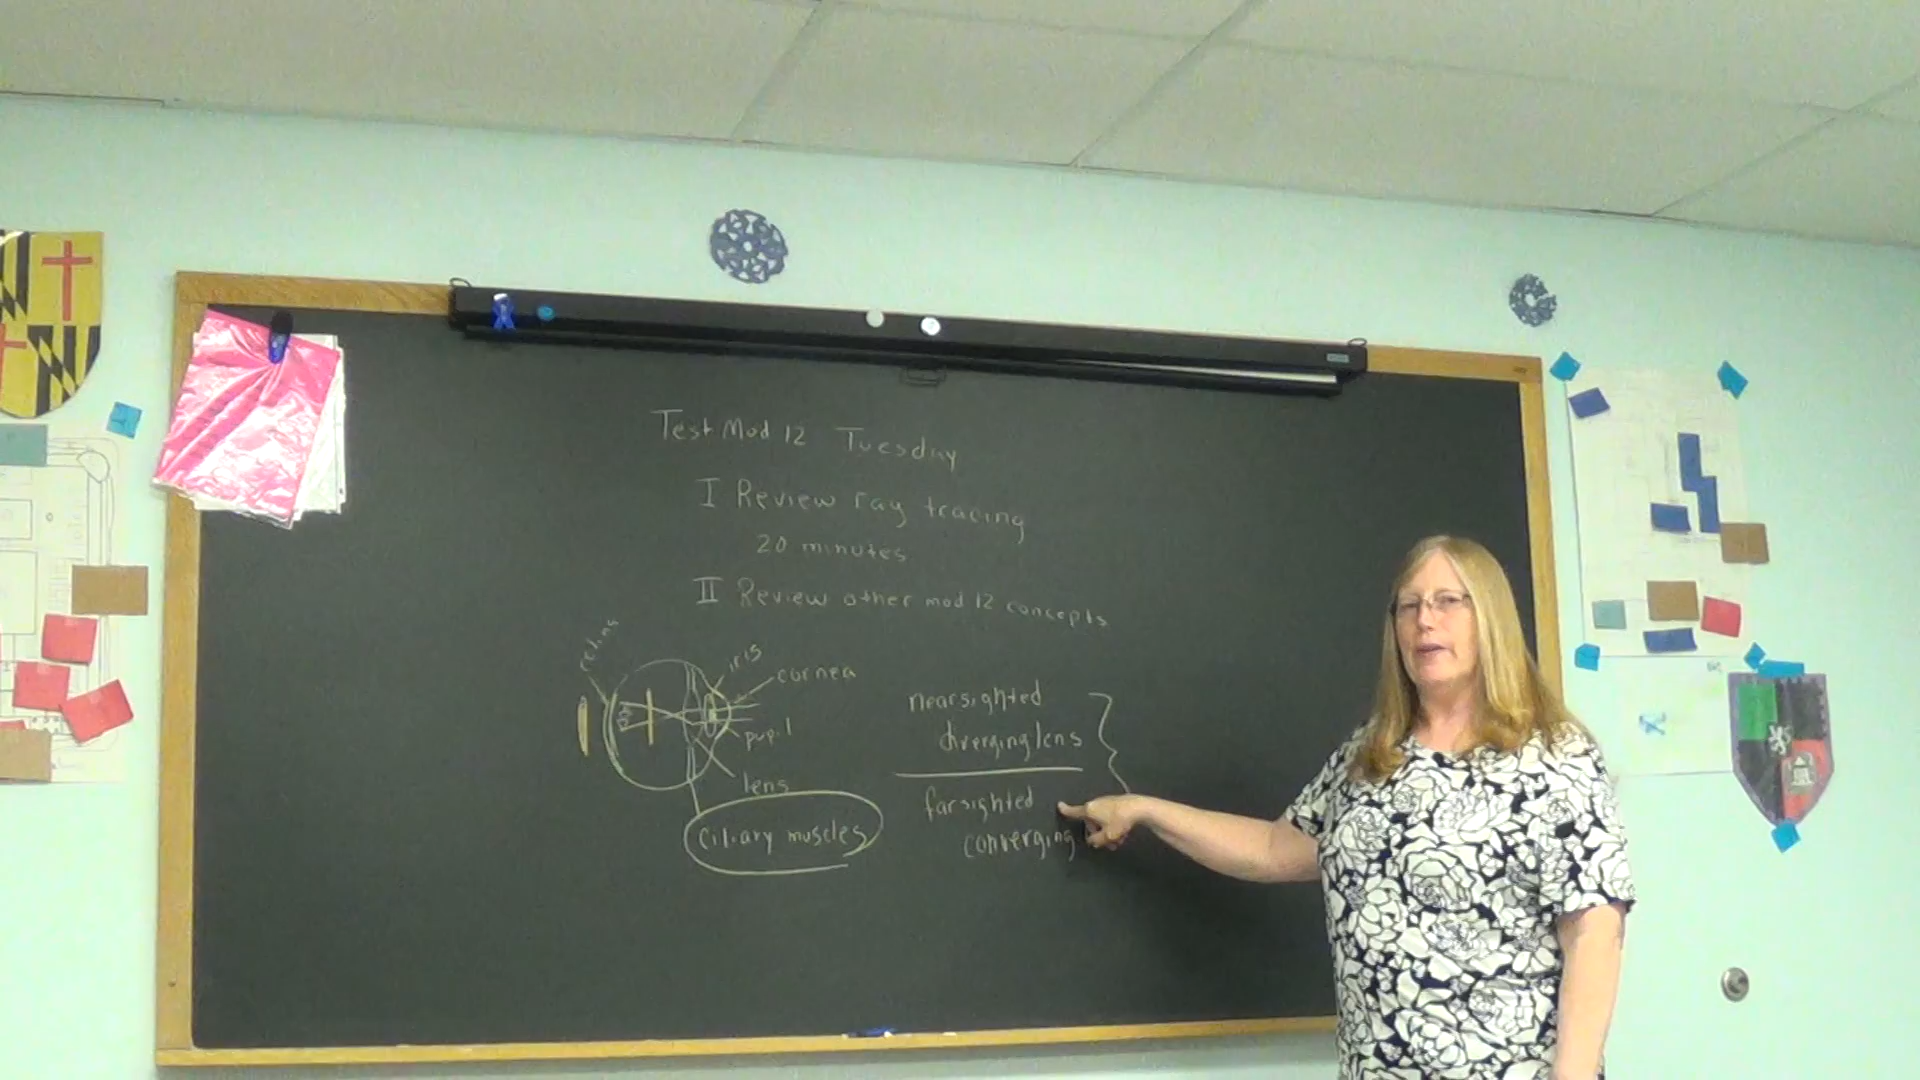 Test Mod 12 Tuesday
I Review ray tracing
20 minutes
II Review other mod 12 concepts
retina
iris
cornea
pupil
lens
ciliary muscles
nearsighted
diverging lens
farsighted
converging